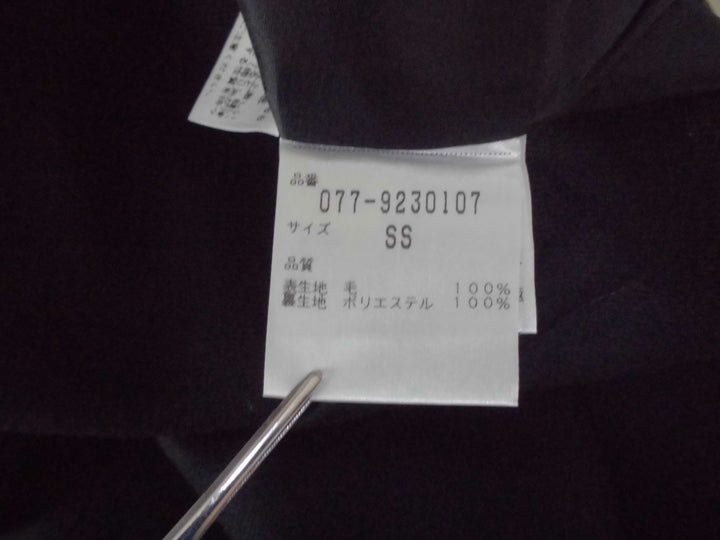 品番
077-9230107
サイズ
SS
品質
表生地 毛 100%
裏生地 ポリエステル 100%